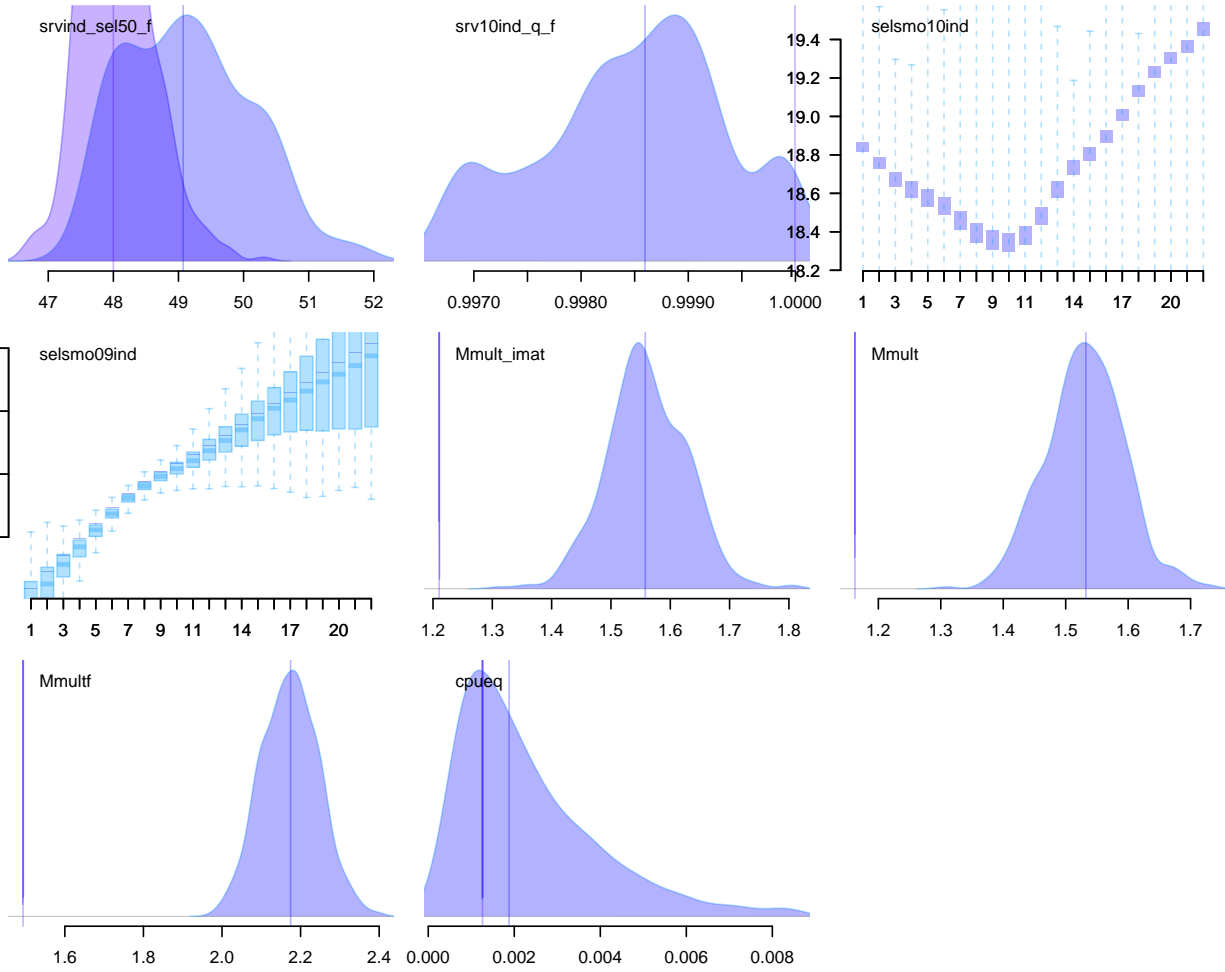 srvind_sel50_f
47 48 49 50 51 52
srv10ind_q_f
0.9970 0.9980 0.9990 1.0000
selsmo10ind
19.4
19.2
19.0
18.8
18.6
18.4
18.2
1 3 5 7 9 11 14 17 20
selsmo09ind
1 3 5 7 9 11 14 17 20
Mmult_imat
1.2 1.3 1.4 1.5 1.6 1.7 1.8
Mmult
1.2 1.3 1.4 1.5 1.6 1.7
Mmultf
1.6 1.8 2.0 2.2 2.4
cpueq
0.000 0.002 0.004 0.006 0.008